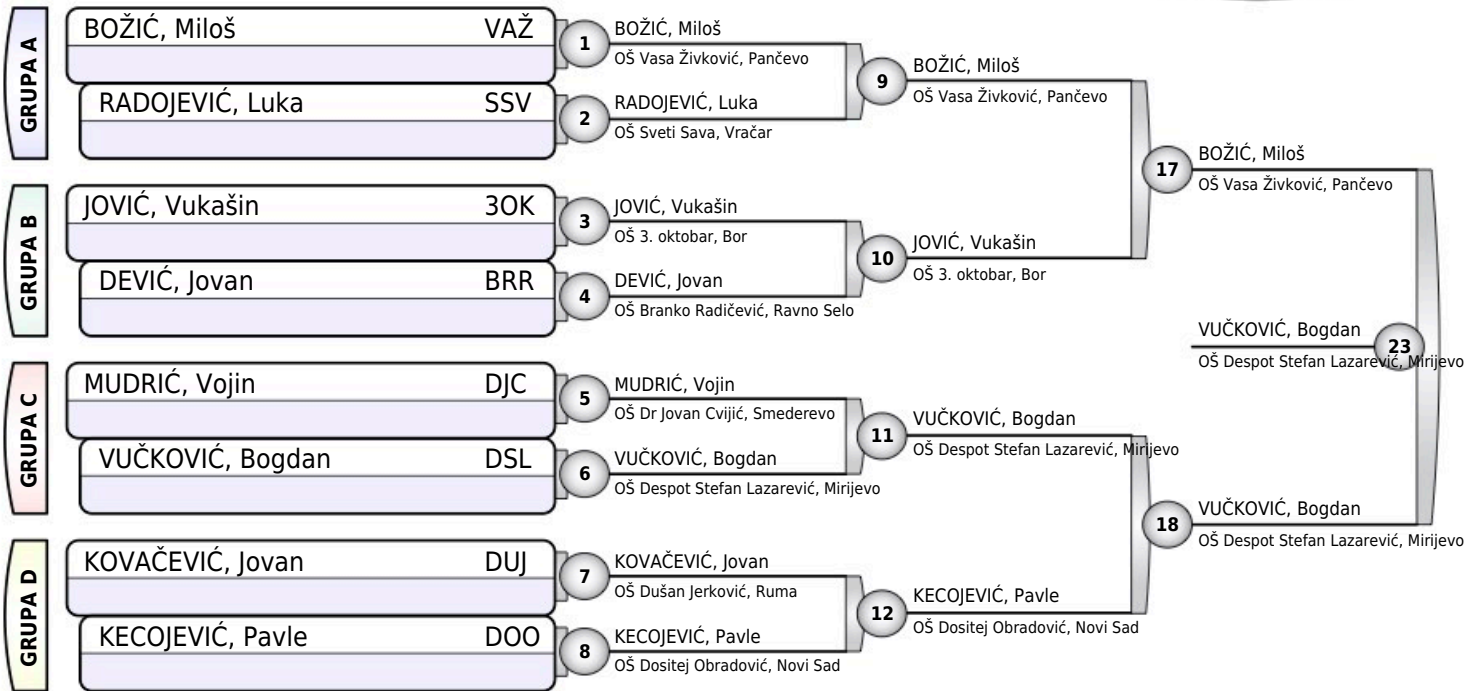 GRUPA A
BOŽIĆ, Miloš VAŽ
RADOJEVIĆ, Luka SSV
1
BOŽIĆ, Miloš
OŠ Vasa Živković, Pančevo
2
RADOJEVIĆ, Luka
OŠ Sveti Sava, Vračar
9
BOŽIĆ, Miloš
OŠ Vasa Živković, Pančevo
GRUPA B
JOVIĆ, Vukašin 3OK
DEVIĆ, Jovan BRR
3
JOVIĆ, Vukašin
OŠ 3. oktobar, Bor
4
DEVIĆ, Jovan
OŠ Branko Radičević, Ravno Selo
10
JOVIĆ, Vukašin
OŠ 3. oktobar, Bor
17
BOŽIĆ, Miloš
OŠ Vasa Živković, Pančevo
GRUPA C
MUDRIĆ, Vojin DJC
VUČKOVIĆ, Bogdan DSL
5
MUDRIĆ, Vojin
OŠ Dr Jovan Cvijić, Smederevo
6
VUČKOVIĆ, Bogdan
OŠ Despot Stefan Lazarević, Mirijevo
11
VUČKOVIĆ, Bogdan
OŠ Despot Stefan Lazarević, Mirijevo
GRUPA D
KOVAČEVIĆ, Jovan DUJ
KECOJEVIĆ, Pavle DOO
7
KOVAČEVIĆ, Jovan
OŠ Dušan Jerković, Ruma
8
KECOJEVIĆ, Pavle
OŠ Dositej Obradović, Novi Sad
12
KECOJEVIĆ, Pavle
OŠ Dositej Obradović, Novi Sad
18
VUČKOVIĆ, Bogdan
OŠ Despot Stefan Lazarević, Mirijevo
23
VUČKOVIĆ, Bogdan
OŠ Despot Stefan Lazarević, Mirijevo